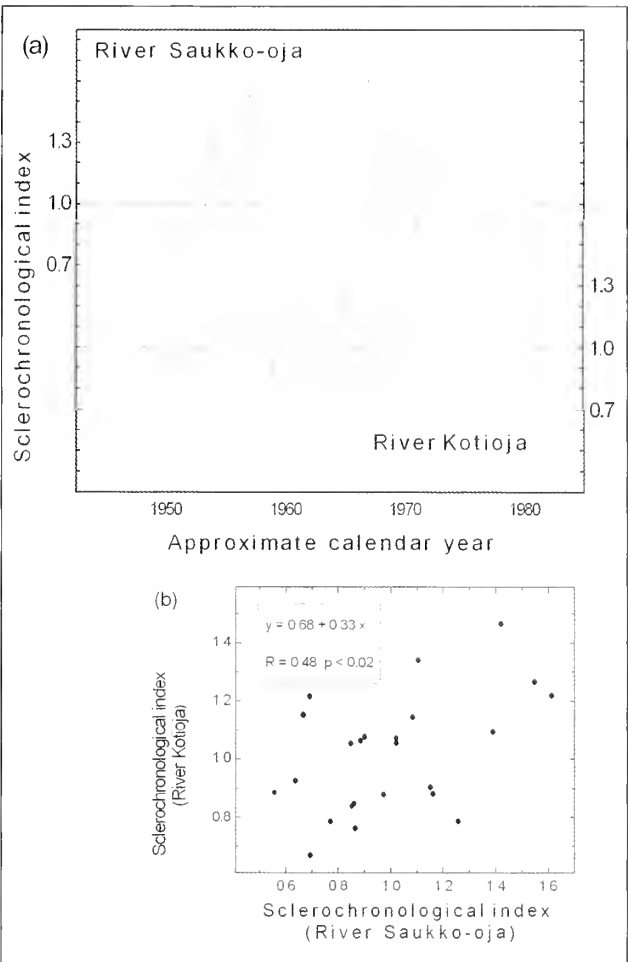 (a)
River Saukko-oja
Sclerochronological index
1.3
1.0
0.7
1.3
1.0
0.7
River Kotioja
1950 1960 1970 1980
Approximate calendar year
(b)
y = 0.68 + 0.33 x
R = 0.48 p < 0.02
Sclerochronological index
(River Kotioja)
1.4
1.2
1.0
0.8
0.6 0.8 1.0 1.2 1.4 1.6
Sclerochronological index
(River Saukko-oja)